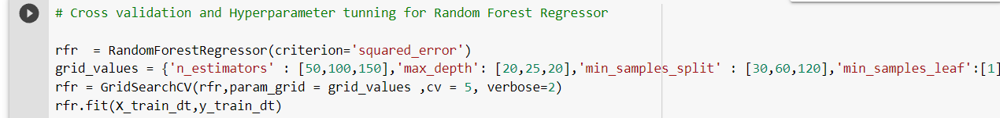 # Cross validation and Hyperparameter tunning for Random Forest Regressor
rfr  = RandomForestRegressor(criterion='squared_error')
grid_values = {'n_estimators' : [50,100,150],'max_depth': [20,25,20],'min_samples_split' : [30,60,120],'min_samples_leaf':[1]
rfr = GridSearchCV(rfr,param_grid = grid_values ,cv = 5, verbose=2)
rfr.fit(X_train_dt,y_train_dt)